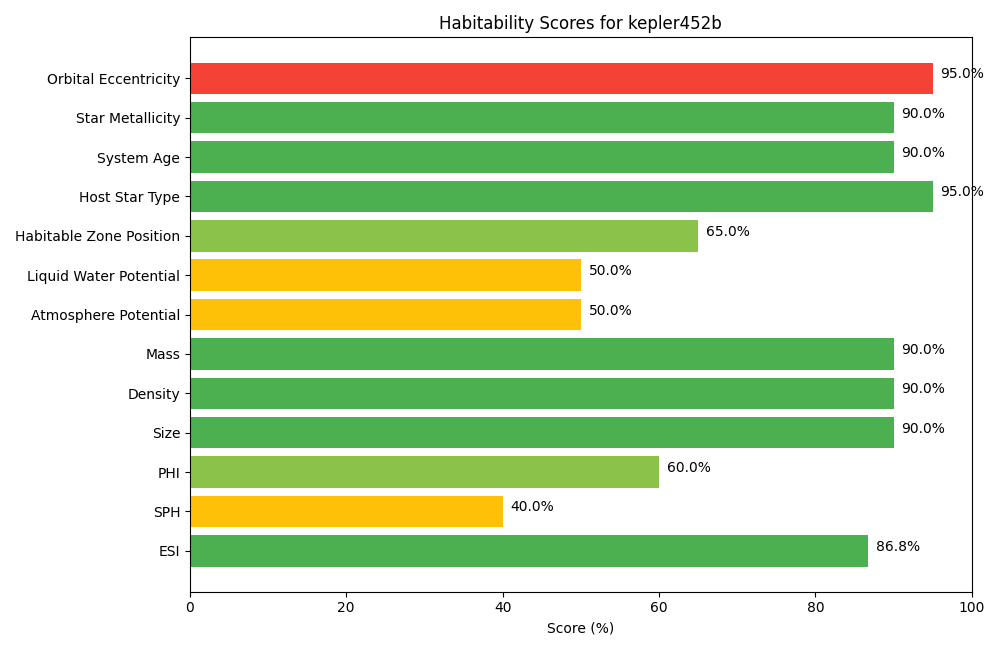 Habitability Scores for kepler452b
Orbital Eccentricity 95.0%
Star Metallicity 90.0%
System Age 90.0%
Host Star Type 95.0%
Habitable Zone Position 65.0%
Liquid Water Potential 50.0%
Atmosphere Potential 50.0%
Mass 90.0%
Density 90.0%
Size 90.0%
PHI 60.0%
SPH 40.0%
ESI 86.8%
0 20 40 60 80 100
Score (%)